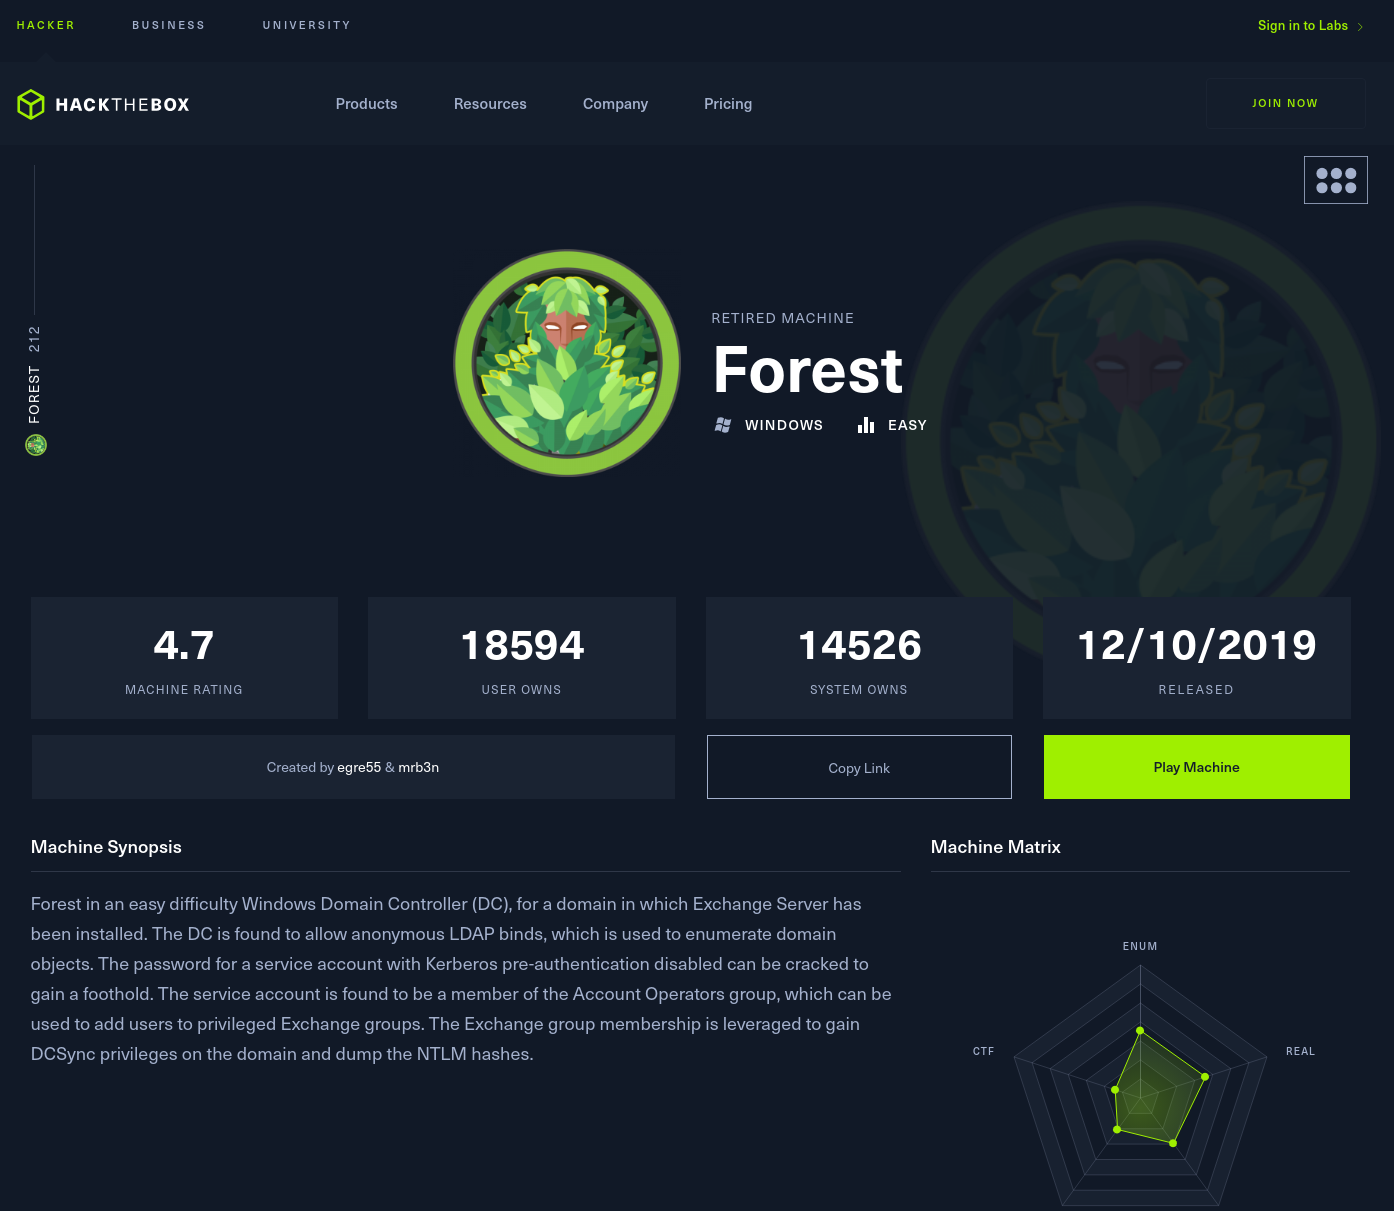 HACKER BUSINESS UNIVERSITY Sign in to Labs
HACKTHEBOX Products Resources Company Pricing JOIN NOW
FOREST 212
RETIRED MACHINE
Forest
WINDOWS EASY
4.7 18594 14526 12/10/2019
MACHINE RATING USER OWNS SYSTEM OWNS RELEASED
Created by egre55 & mrb3n Copy Link Play Machine
Machine Synopsis
Forest in an easy difficulty Windows Domain Controller (DC), for a domain in which Exchange Server has
been installed. The DC is found to allow anonymous LDAP binds, which is used to enumerate domain
objects. The password for a service account with Kerberos pre-authentication disabled can be cracked to
gain a foothold. The service account is found to be a member of the Account Operators group, which can be
used to add users to privileged Exchange groups. The Exchange group membership is leveraged to gain
DCSync privileges on the domain and dump the NTLM hashes.
Machine Matrix
ENUM
CTF REAL